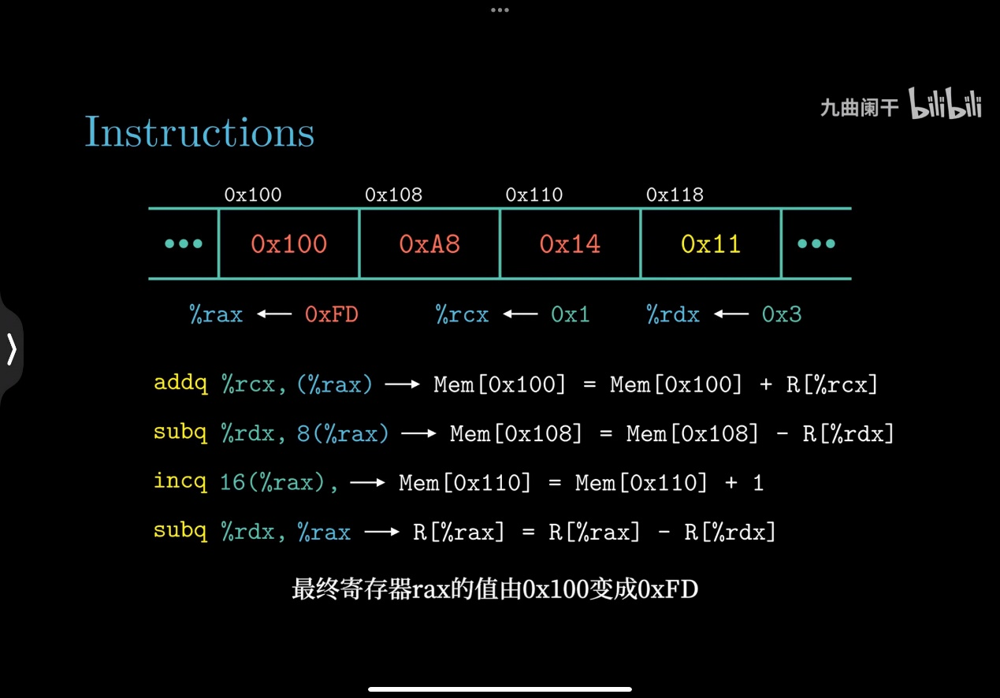 九曲阑干 bilibili
Instructions
0x100 0x108 0x110 0x118
0x100 0xA8 0x14 0x11
%rax ← 0xFD %rcx ← 0x1 %rdx ← 0x3
addq %rcx, (%rax) → Mem[0x100] = Mem[0x100] + R[%rcx]
subq %rdx, 8(%rax) → Mem[0x108] = Mem[0x108] - R[%rdx]
incq 16(%rax), → Mem[0x110] = Mem[0x110] + 1
subq %rdx, %rax → R[%rax] = R[%rax] - R[%rdx]
最终寄存器rax的值由0x100变成0xFD